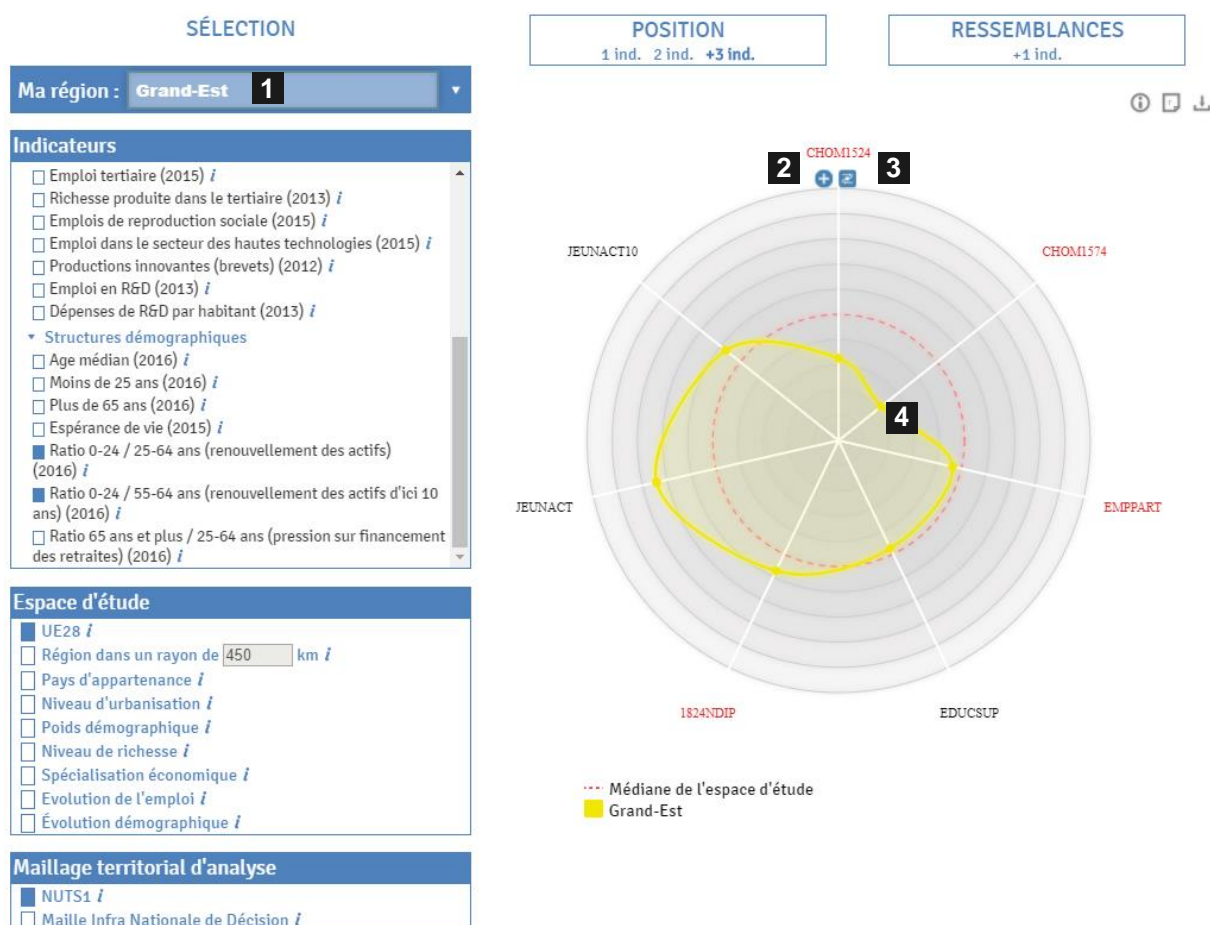 SÉLECTION
Ma région : Grand-Est 1
Indicateurs
Emploi tertiaire (2015) i
Richesse produite dans le tertiaire (2013) i
Emplois de reproduction sociale (2015) i
Emploi dans le secteur des hautes technologies (2015) i
Productions innovantes (brevets) (2012) i
Emploi en R&D (2013) i
Dépenses de R&D par habitant (2013) i
Structures démographiques
Age médian (2016) i
Moins de 25 ans (2016) i
Plus de 65 ans (2016) i
Espérance de vie (2015) i
Ratio 0-24 / 25-64 ans (renouvellement des actifs)
(2016) i
Ratio 0-24 / 55-64 ans (renouvellement des actifs d'ici 10
ans) (2016) i
Ratio 65 ans et plus / 25-64 ans (pression sur financement
des retraites) (2016) i
Espace d'étude
UE28 i
Région dans un rayon de 450 km i
Pays d'appartenance i
Niveau d'urbanisation i
Poids démographique i
Niveau de richesse i
Spécialisation économique i
Evolution de l'emploi i
Évolution démographique i
Maillage territorial d'analyse
NUTS1 i
Maille Infra Nationale de Décision i
POSITION
1 ind. 2 ind. +3 ind.
RESSEMBLANCES
+1 ind.
CHOM1524
2 3
JEUNACT10
CHOM1574
4
JEUNACT
EMPPART
1824NDIP
EDUCSUP
Médiane de l'espace d'étude
Grand-Est